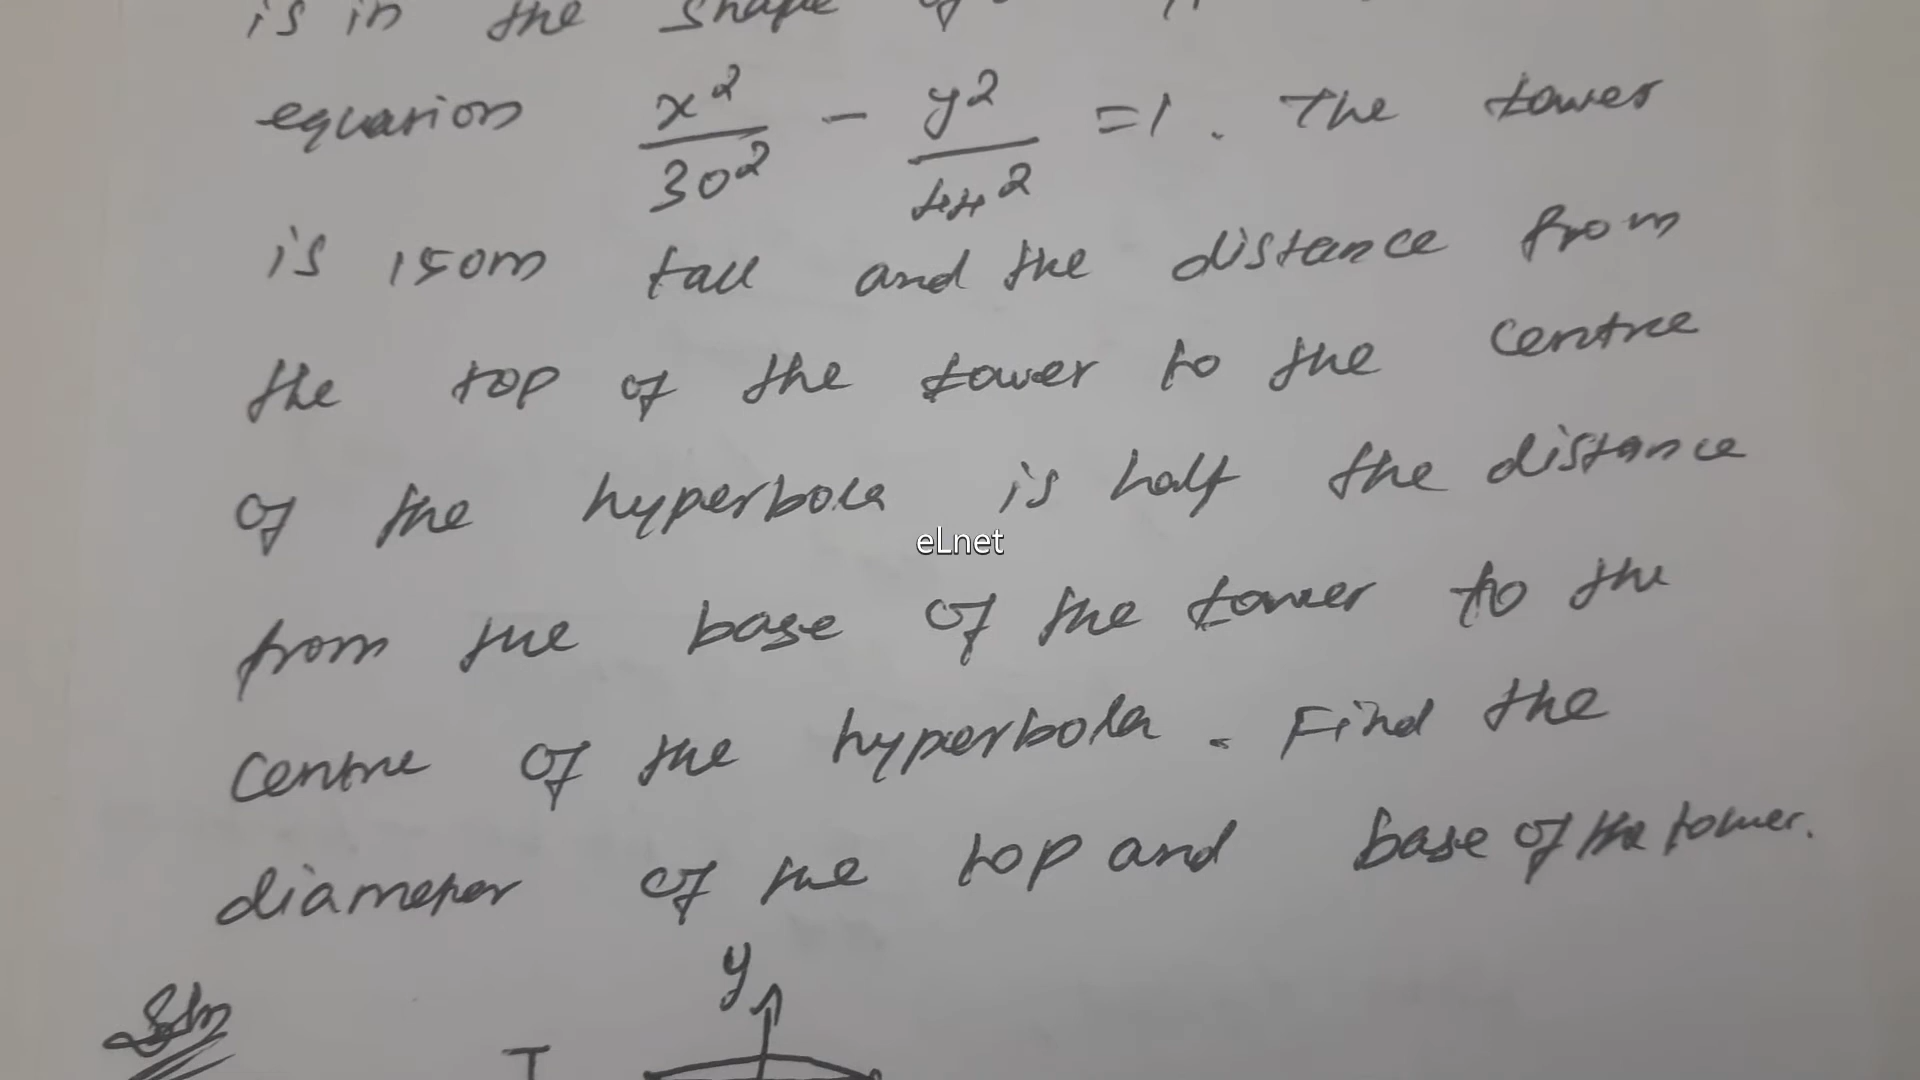 is in the shape of
equation x²/30² - y²/44² =1. The tower
is 150m tall and the distance from
the top of the tower to the centre
of the hyperbola is half the distance
eLnet
from the base of the tower to the
centre of the hyperbola. Find the
diameter of the top and base of the tower.
y
Soln
T